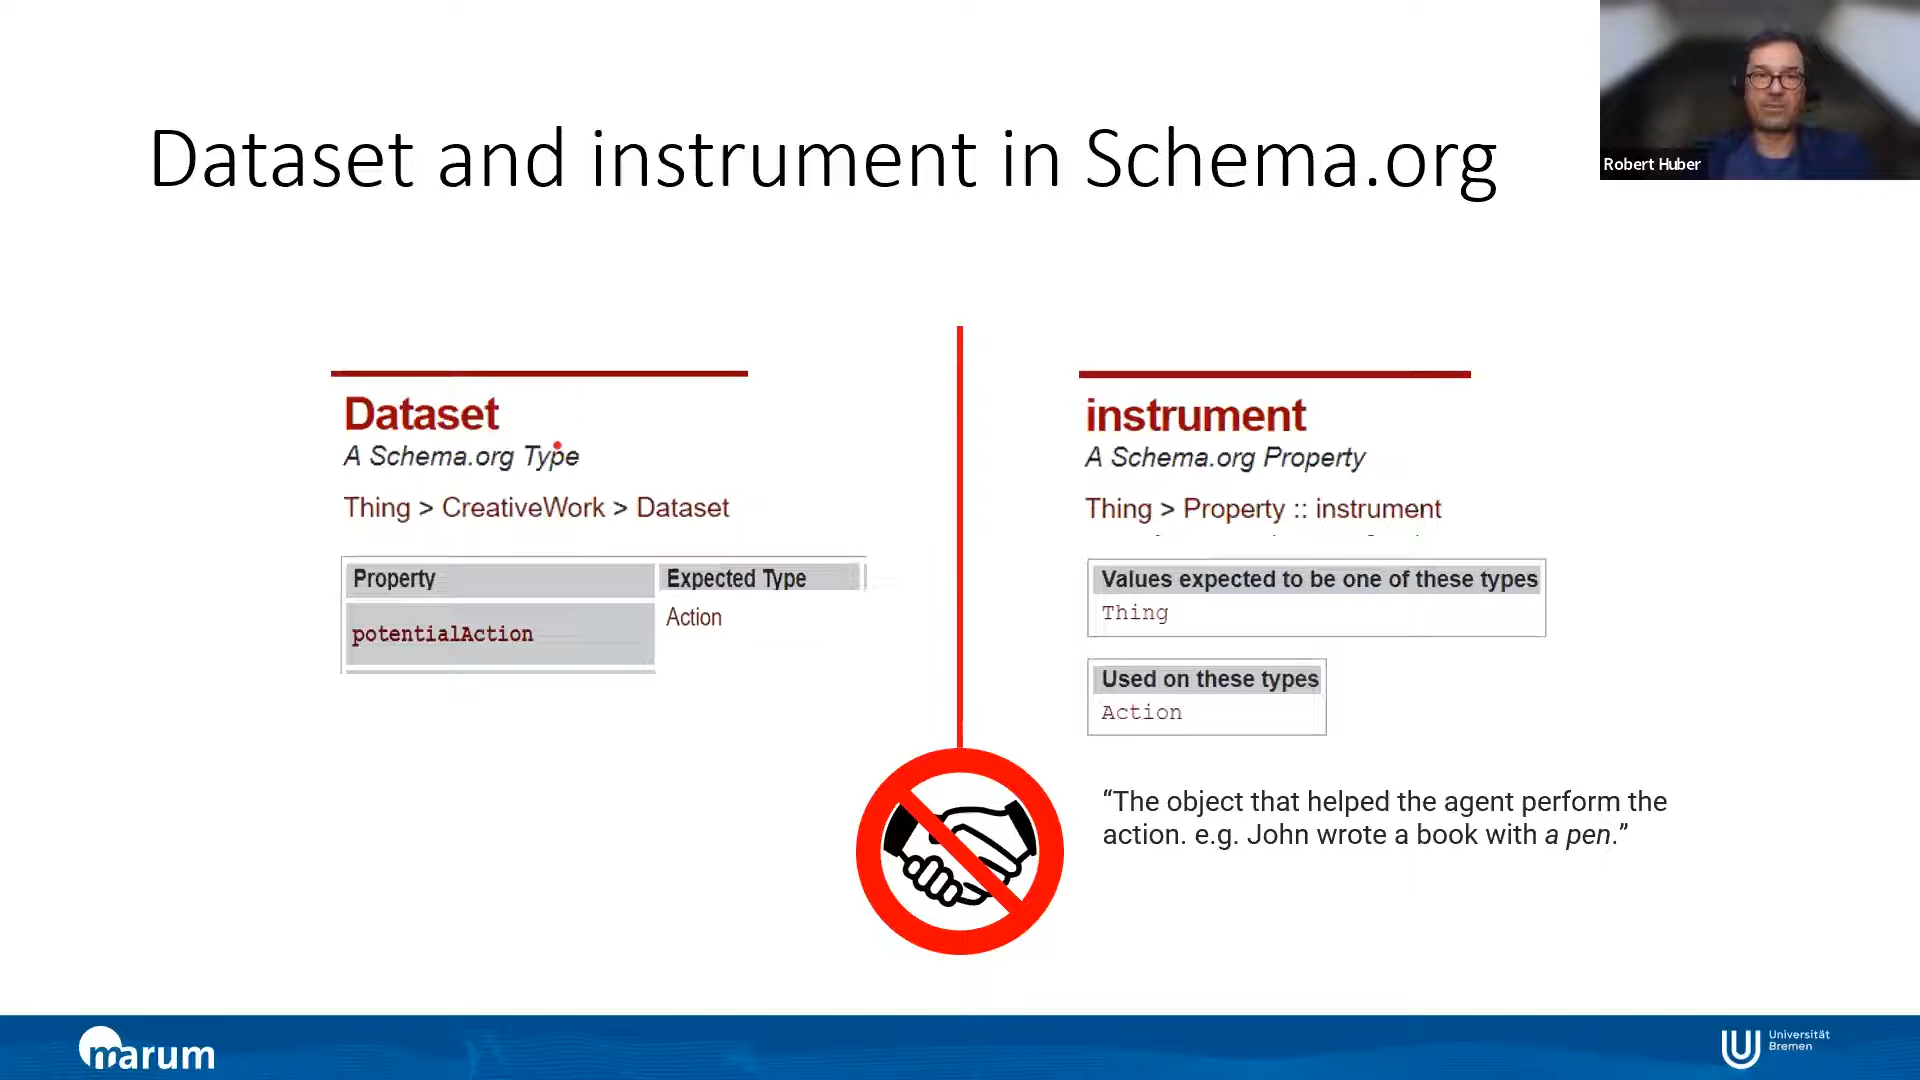 Dataset and instrument in Schema.org
Robert Huber
Dataset
A Schema.org Type
Thing > CreativeWork > Dataset
Property Expected Type
potentialAction Action
instrument
A Schema.org Property
Thing > Property :: instrument
Values expected to be one of these types
Thing
Used on these types
Action
“The object that helped the agent perform the
action. e.g. John wrote a book with a pen.”
marum
Universität
Bremen